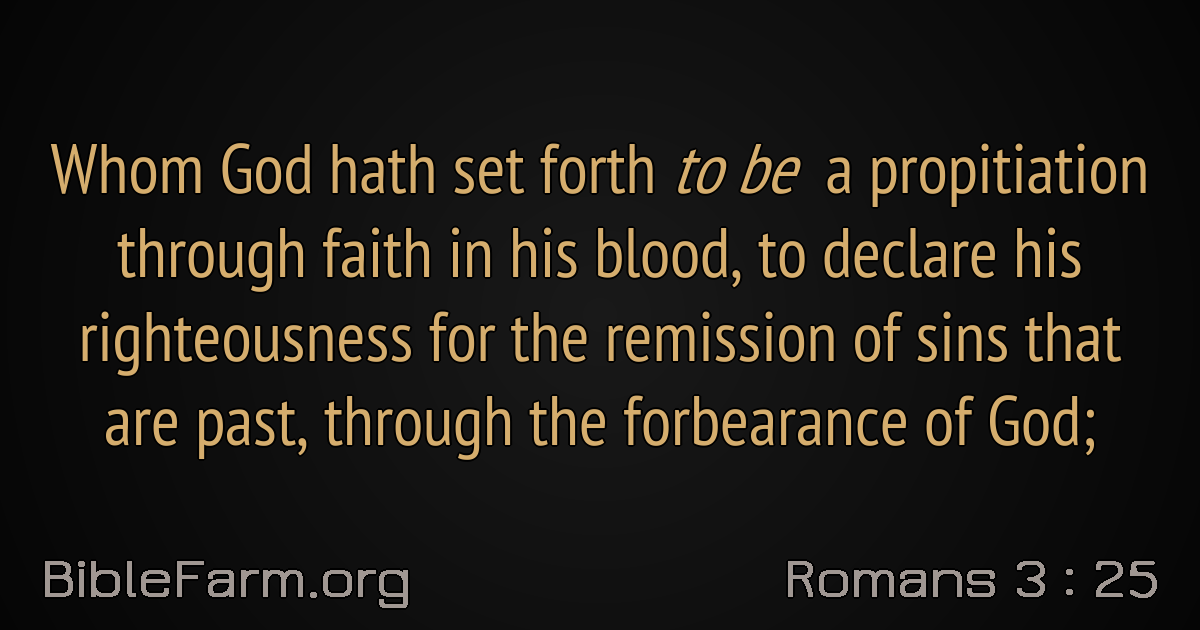 Whom God hath set forth to be a propitiation
through faith in his blood, to declare his
righteousness for the remission of sins that
are past, through the forbearance of God;
BibleFarm.org
Romans 3 : 25